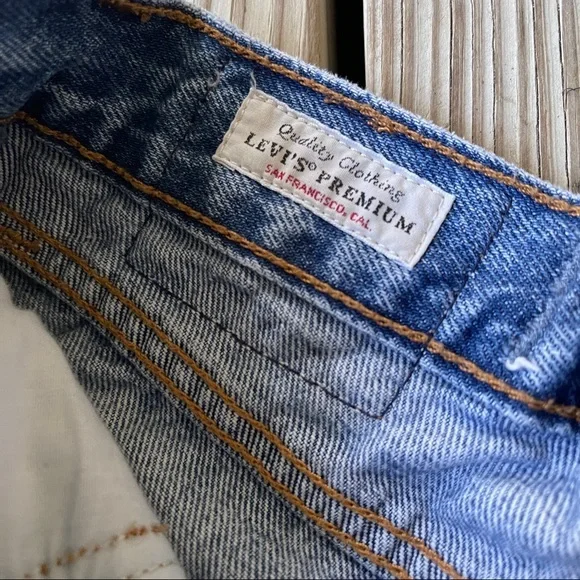 Quality Clothing
LEVI'S® PREMIUM
SAN FRANCISCO, CAL.